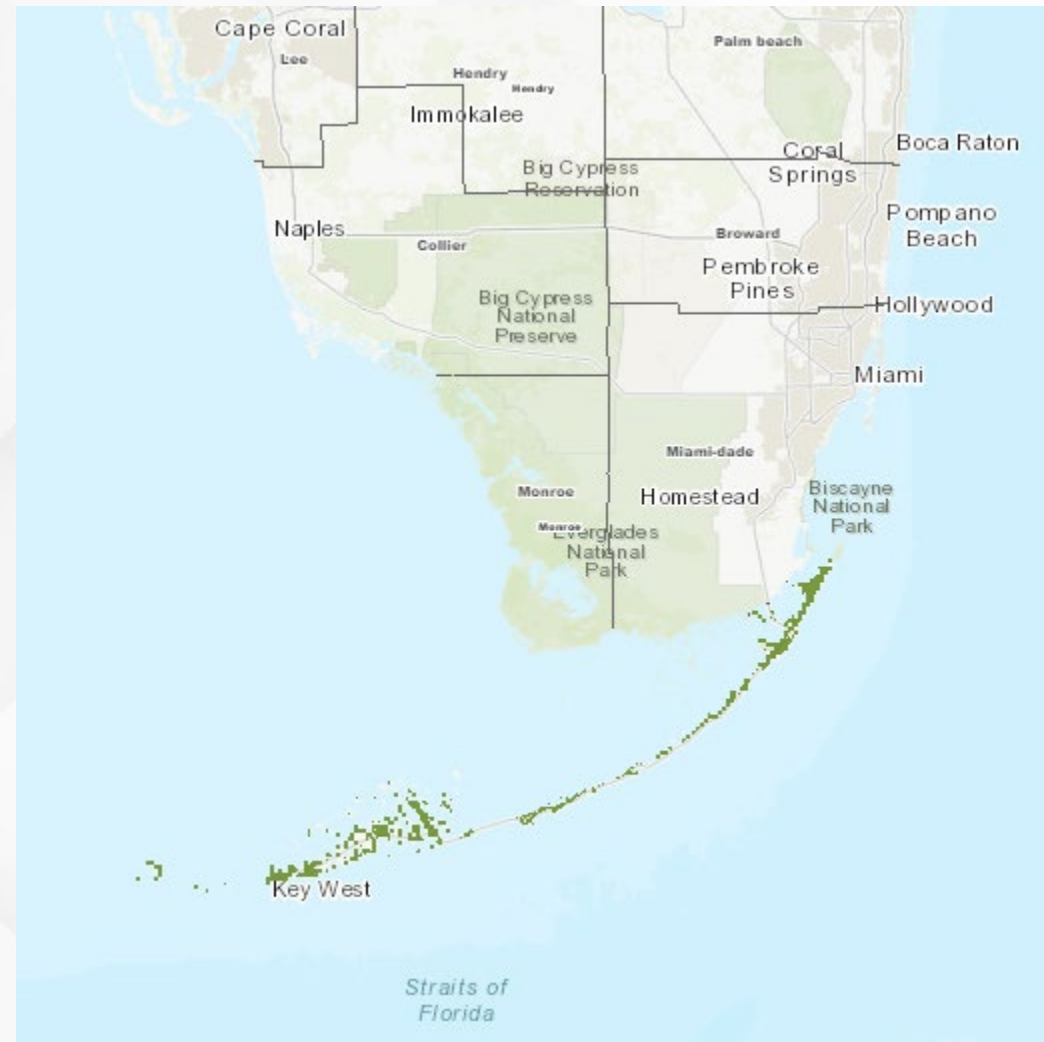 Cape Coral
Lee
Palm beach
Hendry
Hendry
Immokalee
Boca Raton
Coral
Springs
Big Cypress
Reservation
Pompano
Beach
Naples
Collier
Broward
Pembroke
Pines
Big Cypress
National
Preserve
Hollywood
Miami
Miami-dade
Monroe
Homestead
Biscayne
National
Park
Monroe
Everglades
National
Park
Key West
Straits of
Florida